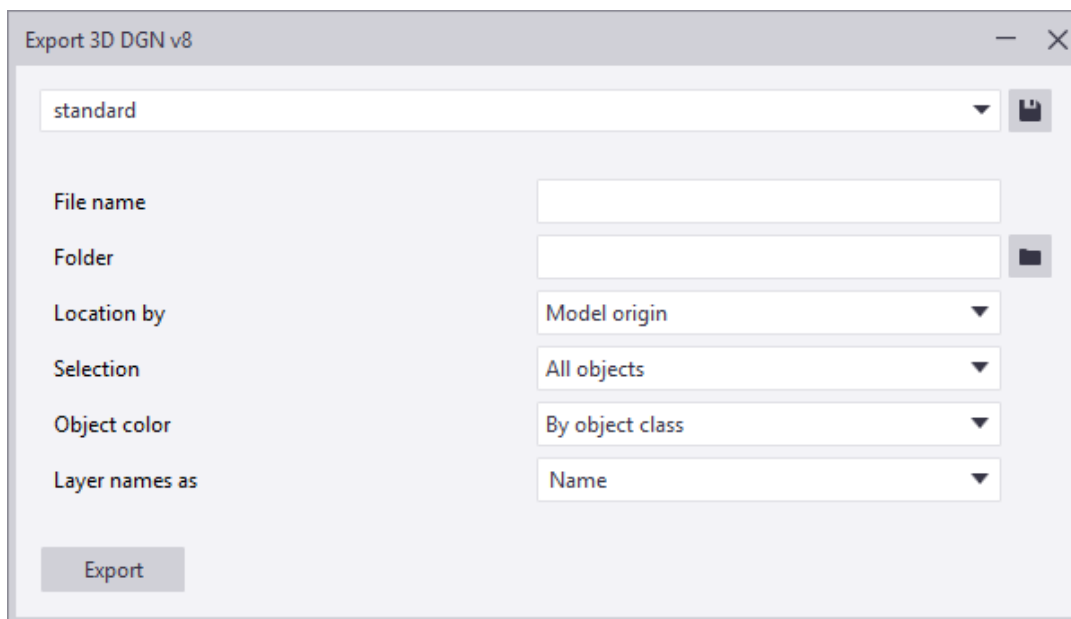 Export 3D DGN v8
standard
File name
Folder
Location by Model origin
Selection All objects
Object color By object class
Layer names as Name
Export